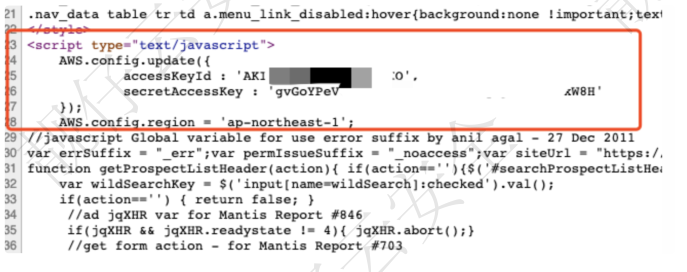 21 .nav_data table tr td a.menu_link_disabled:hover{background:none !important;text
22 </style>
23 <script type="text/javascript">
24 AWS.config.update({
25 accessKeyId : 'AKI O',
26 secretAccessKey : 'gvGoYPeV xW8H'
27 });
28 AWS.config.region = 'ap-northeast-1';
29 //javascript Global variable for use error suffix by anil agal - 27 Dec 2011
30 var errSuffix = "_err";var permIssueSuffix = "_noaccess";var siteUrl = "https:/
31 function getProspectListHeader(action){ if(action==''){$('#searchProspectListHea
32 var wildSearchKey = $('input[name=wildSearch]:checked').val();
33 if(action=='') { return false; }
34 //ad jqXHR var for Mantis Report #846
35 if(jqXHR && jqXHR.readystate != 4){ jqXHR.abort();}
36 //get form action - for Mantis Report #703